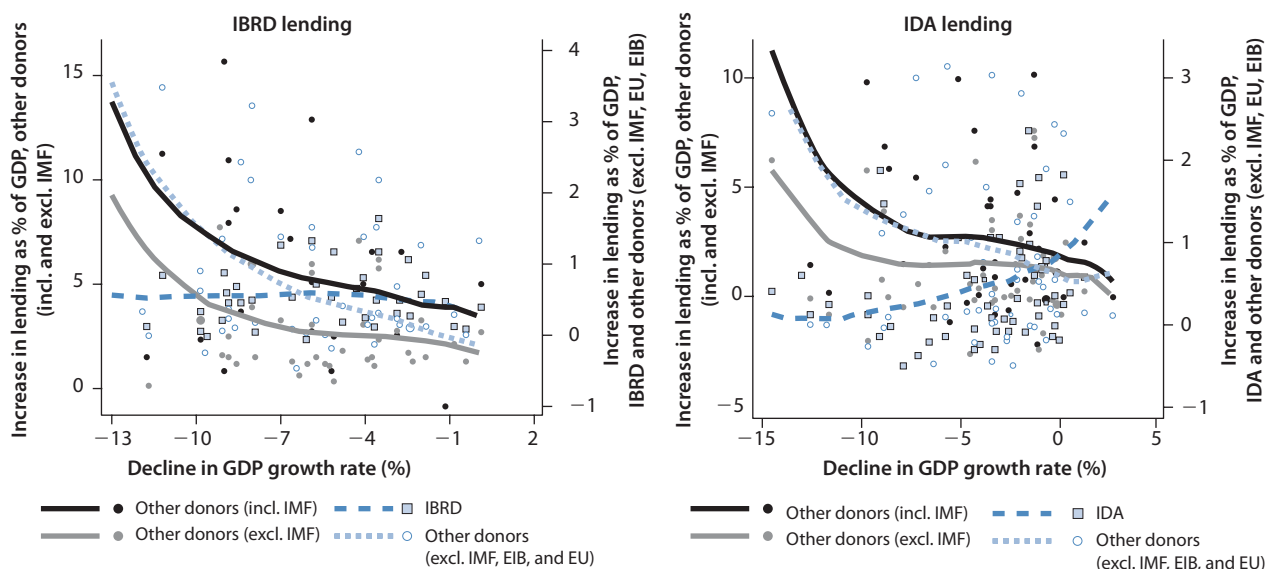 IBRD lending
Increase in lending as % of GDP, other donors
(incl. and excl. IMF)
15
10
5
0
4
3
2
1
0
−1
Increase in lending as % of GDP,
IBRD and other donors (excl. IMF, EU, EIB)
−13
−10
−7
−4
−1
2
Decline in GDP growth rate (%)
Other donors (incl. IMF)
IBRD
Other donors (excl. IMF)
Other donors
(excl. IMF, EIB, and EU)
IDA lending
Increase in lending as % of GDP, other donors
(incl. and excl. IMF)
10
5
0
−5
3
2
1
0
−1
Increase in lending as % of GDP,
IDA and other donors (excl. IMF, EU, EIB)
−15
−10
−5
0
5
Decline in GDP growth rate (%)
Other donors (incl. IMF)
IDA
Other donors (excl. IMF)
Other donors
(excl. IMF, EIB, and EU)